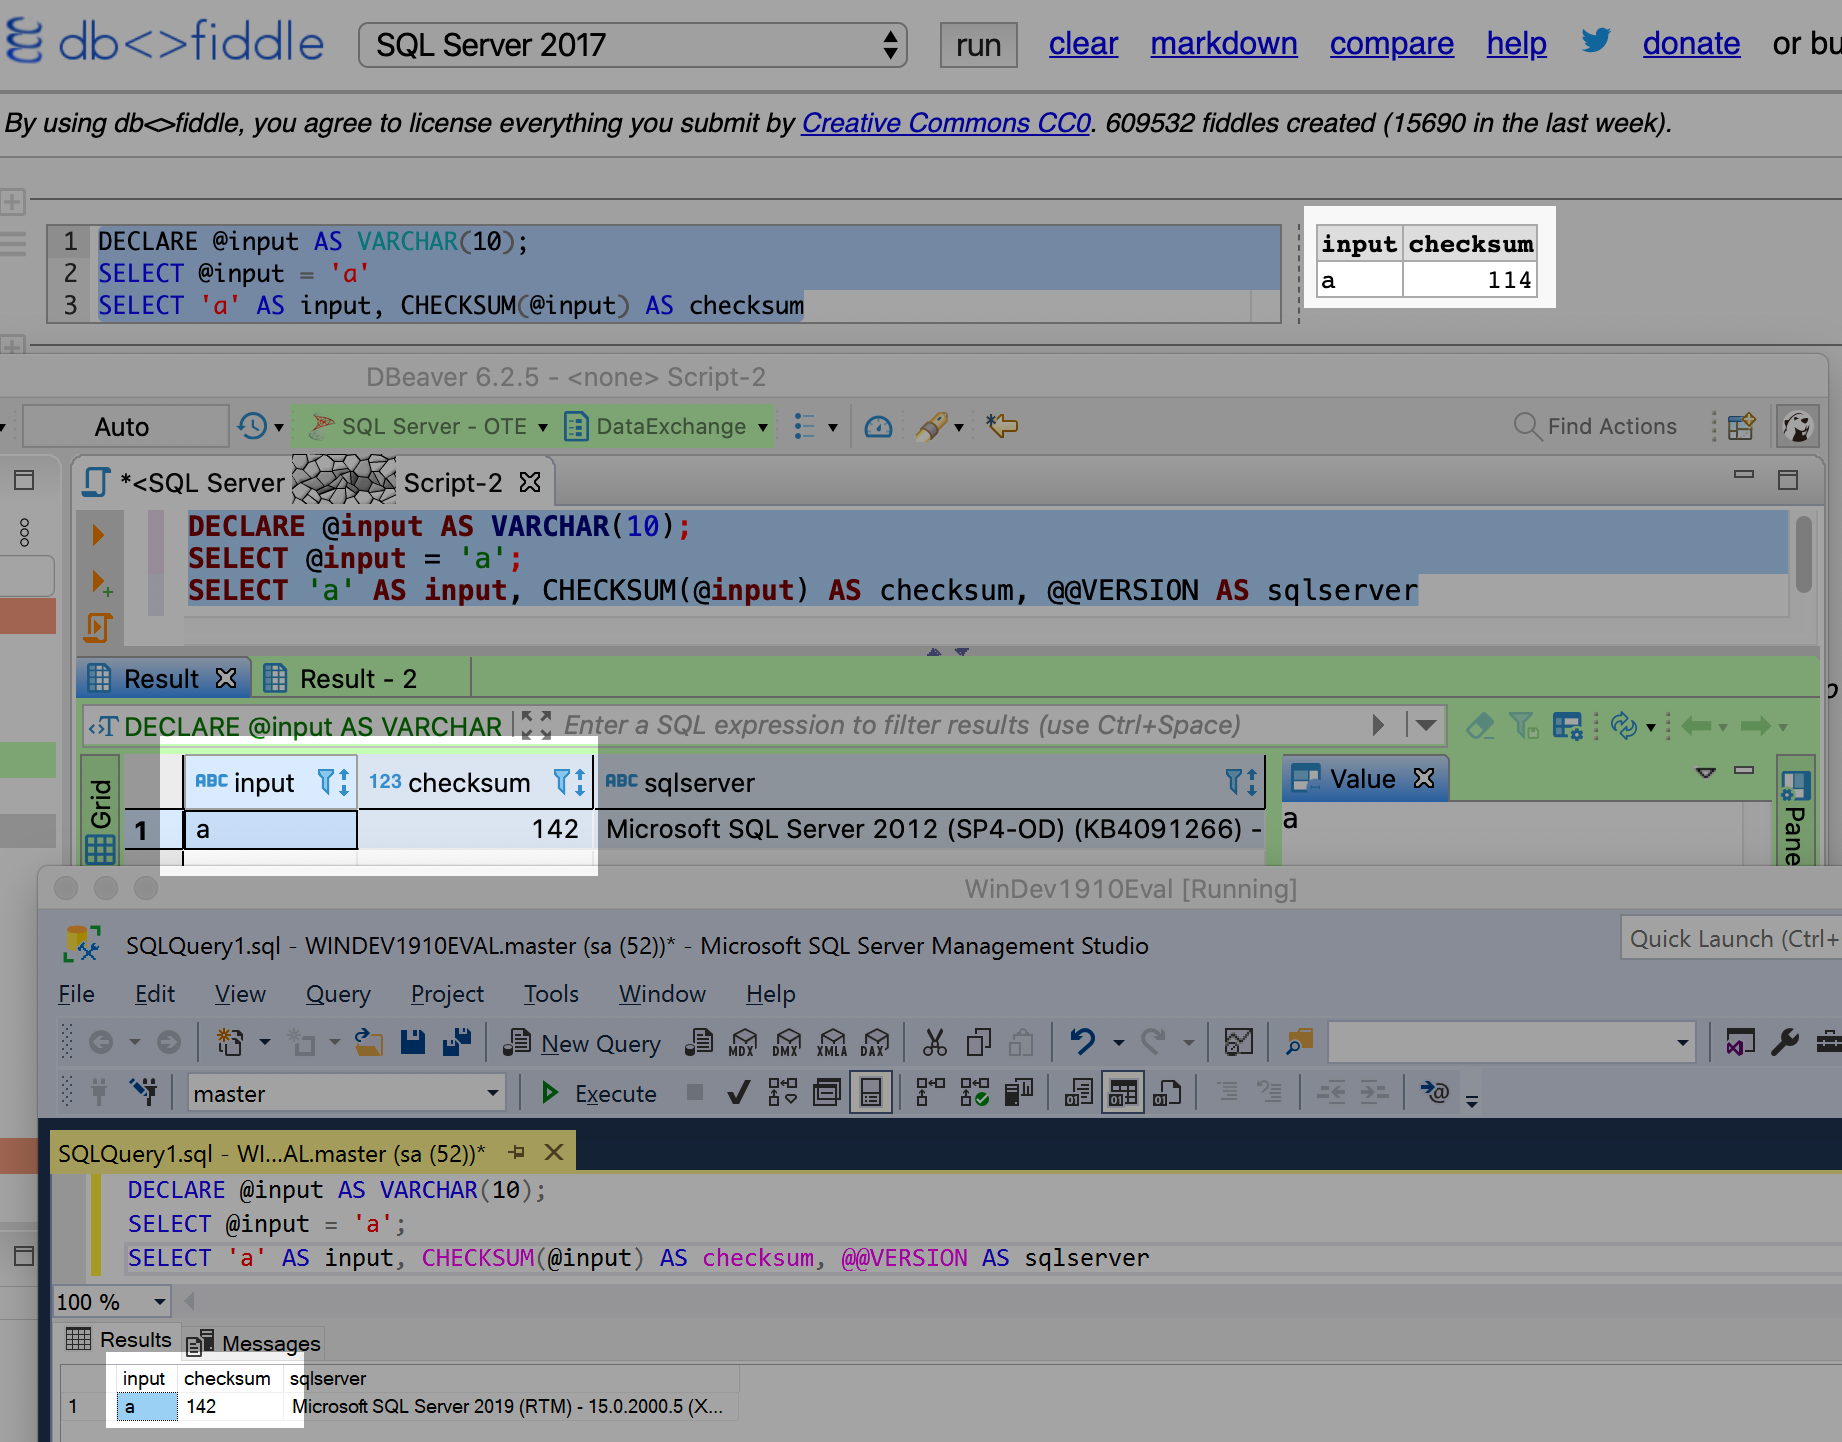 db<>fiddle SQL Server 2017 run clear markdown compare help donate or bu
By using db<>fiddle, you agree to license everything you submit by Creative Commons CC0. 609532 fiddles created (15690 in the last week).
1 DECLARE @input AS VARCHAR(10);
2 SELECT @input = 'a'
3 SELECT 'a' AS input, CHECKSUM(@input) AS checksum
input checksum
a 114
DBeaver 6.2.5 - <none> Script-2
Auto SQL Server - OTE DataExchange Find Actions
*<SQL Server Script-2
DECLARE @input AS VARCHAR(10);
SELECT @input = 'a';
SELECT 'a' AS input, CHECKSUM(@input) AS checksum, @@VERSION AS sqlserver
Result Result - 2
DECLARE @input AS VARCHAR Enter a SQL expression to filter results (use Ctrl+Space)
Grid
ABC input 123 checksum ABC sqlserver
1 a 142 Microsoft SQL Server 2012 (SP4-OD) (KB4091266) -
Value
a
Pane
WinDev1910Eval [Running]
SQLQuery1.sql - WINDEV1910EVAL.master (sa (52))* - Microsoft SQL Server Management Studio
Quick Launch (Ctrl+
File Edit View Query Project Tools Window Help
New Query MDX DMX XMLA DAX
master Execute
SQLQuery1.sql - WI...AL.master (sa (52))*
DECLARE @input AS VARCHAR(10);
SELECT @input = 'a';
SELECT 'a' AS input, CHECKSUM(@input) AS checksum, @@VERSION AS sqlserver
100 %
Results Messages
input checksum sqlserver
1 a 142 Microsoft SQL Server 2019 (RTM) - 15.0.2000.5 (X...